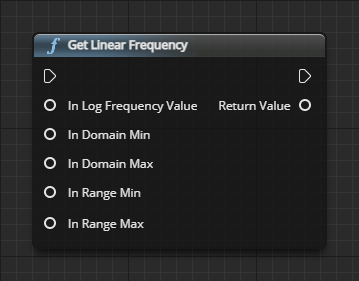 Get Linear Frequency
In Log Frequency Value Return Value
In Domain Min
In Domain Max
In Range Min
In Range Max